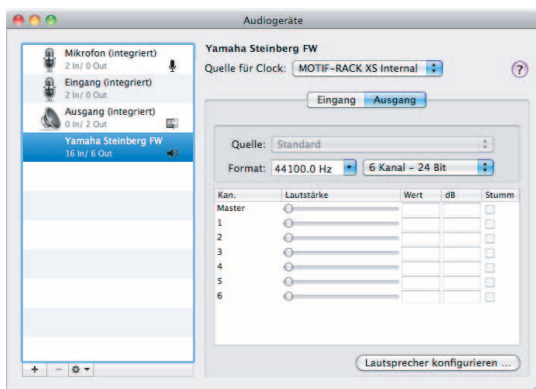 Audiogeräte
Mikrofon (integriert)
2 In/ 0 Out
Eingang (integriert)
2 In/ 0 Out
Ausgang (integriert)
0 In/ 2 Out
Yamaha Steinberg FW
16 In/ 6 Out
+ −
Yamaha Steinberg FW
Quelle für Clock: MOTIF-RACK XS Internal
?
Eingang Ausgang
Quelle: Standard
Format: 44100.0 Hz 6 Kanal – 24 Bit
Kan. Lautstärke Wert dB Stumm
Master
1
2
3
4
5
6
Lautsprecher konfigurieren ...